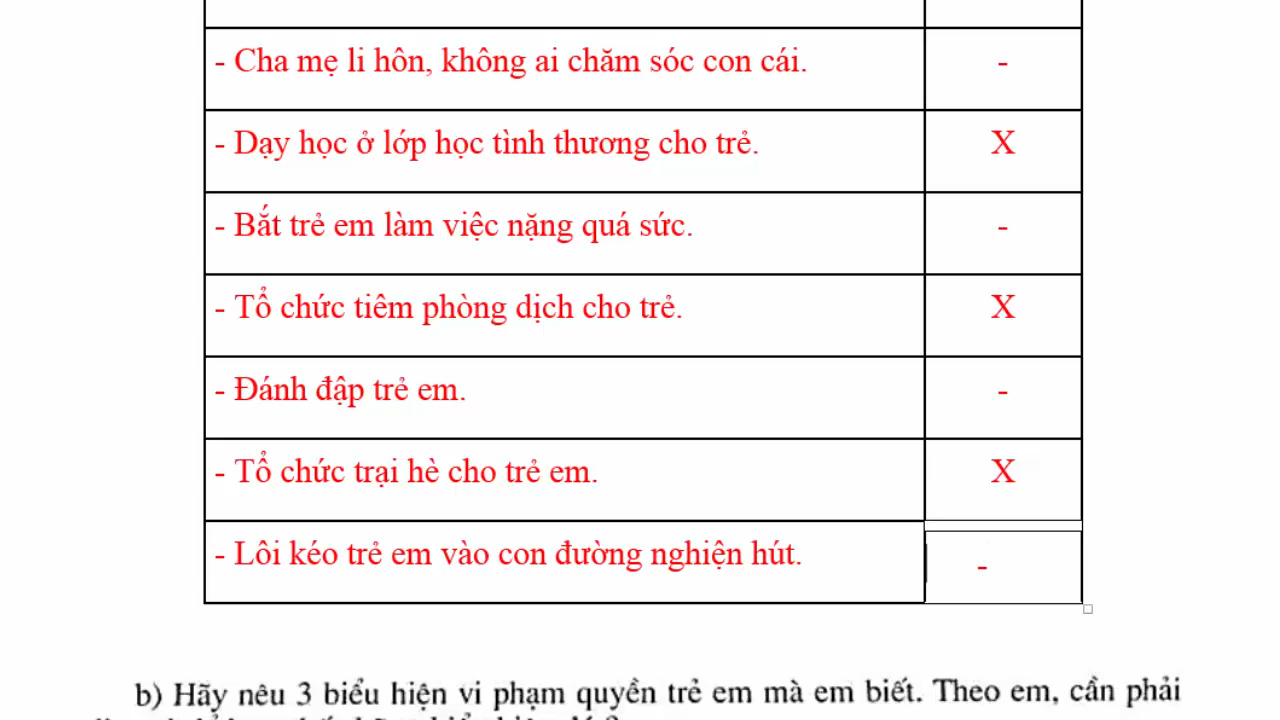 - Cha mẹ li hôn, không ai chăm sóc con cái. -
- Dạy học ở lớp học tình thương cho trẻ. X
- Bắt trẻ em làm việc nặng quá sức. -
- Tổ chức tiêm phòng dịch cho trẻ. X
- Đánh đập trẻ em. -
- Tổ chức trại hè cho trẻ em. X
- Lôi kéo trẻ em vào con đường nghiện hút. -
b) Hãy nêu 3 biểu hiện vi phạm quyền trẻ em mà em biết. Theo em, cần phải